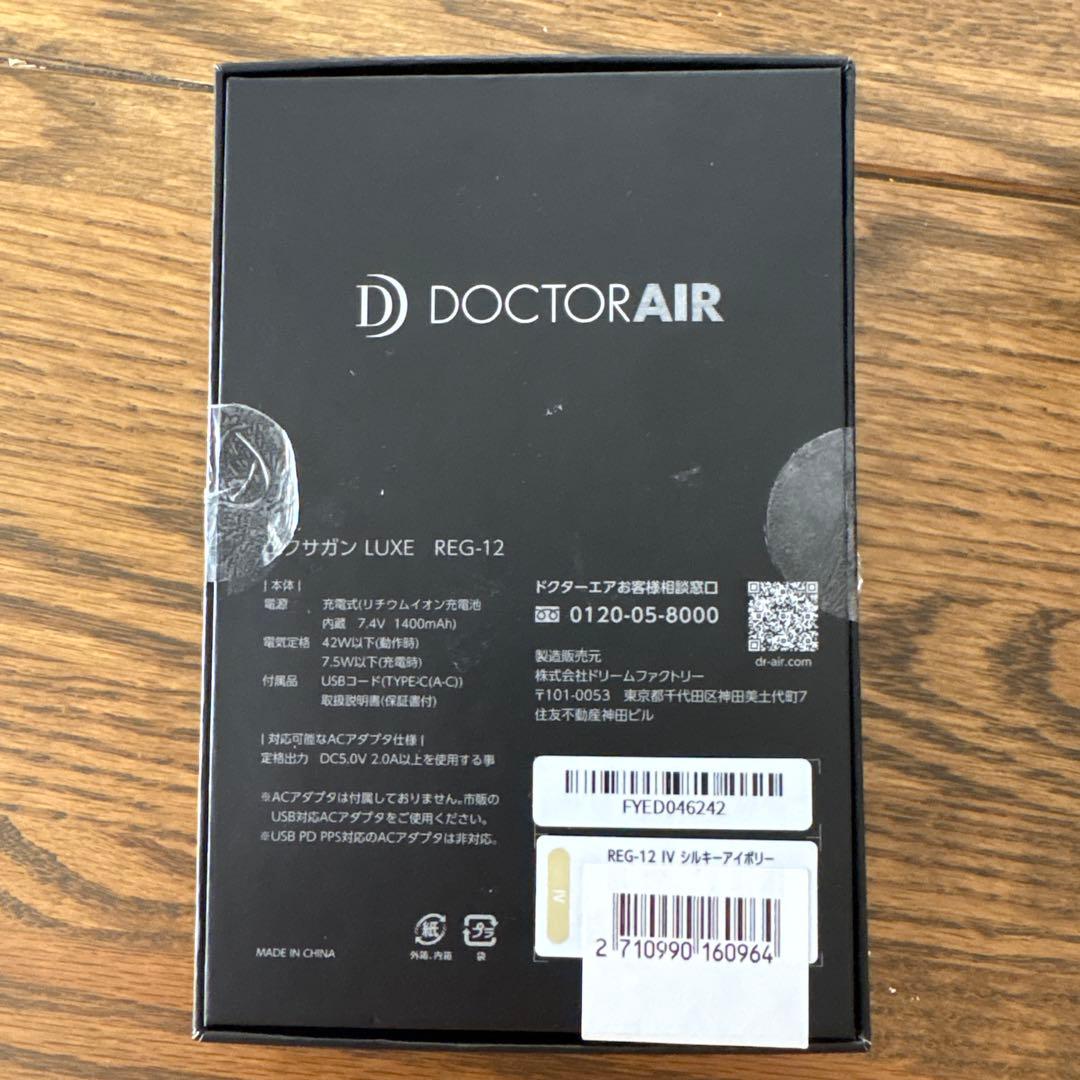 D DOCTORAIR
クサガン LUXE REG-12
| 本体 |
電源 充電式(リチウムイオン充電池
内蔵 7.4V 1400mAh)
電気定格 42W以下(動作時)
7.5W以下(充電時)
付属品 USBコード(TYPE-C(A-C))
取扱説明書(保証書付)
| 対応可能なACアダプタ仕様 |
定格出力 DC5.0V 2.0A以上を使用する事
※ACアダプタは付属しておりません。市販の
USB対応ACアダプタをご使用ください。
※USB PD PPS対応のACアダプタは非対応。
MADE IN CHINA
紙
外箱、内箱
プラ
袋
ドクターエアお客様相談窓口
0120-05-8000
dr-air.com
製造販売元
株式会社ドリームファクトリー
〒101-0053 東京都千代田区神田美土代町7
住友不動産神田ビル
FYED046242
REG-12 IV シルキーアイボリー
IV
2 710990 160964